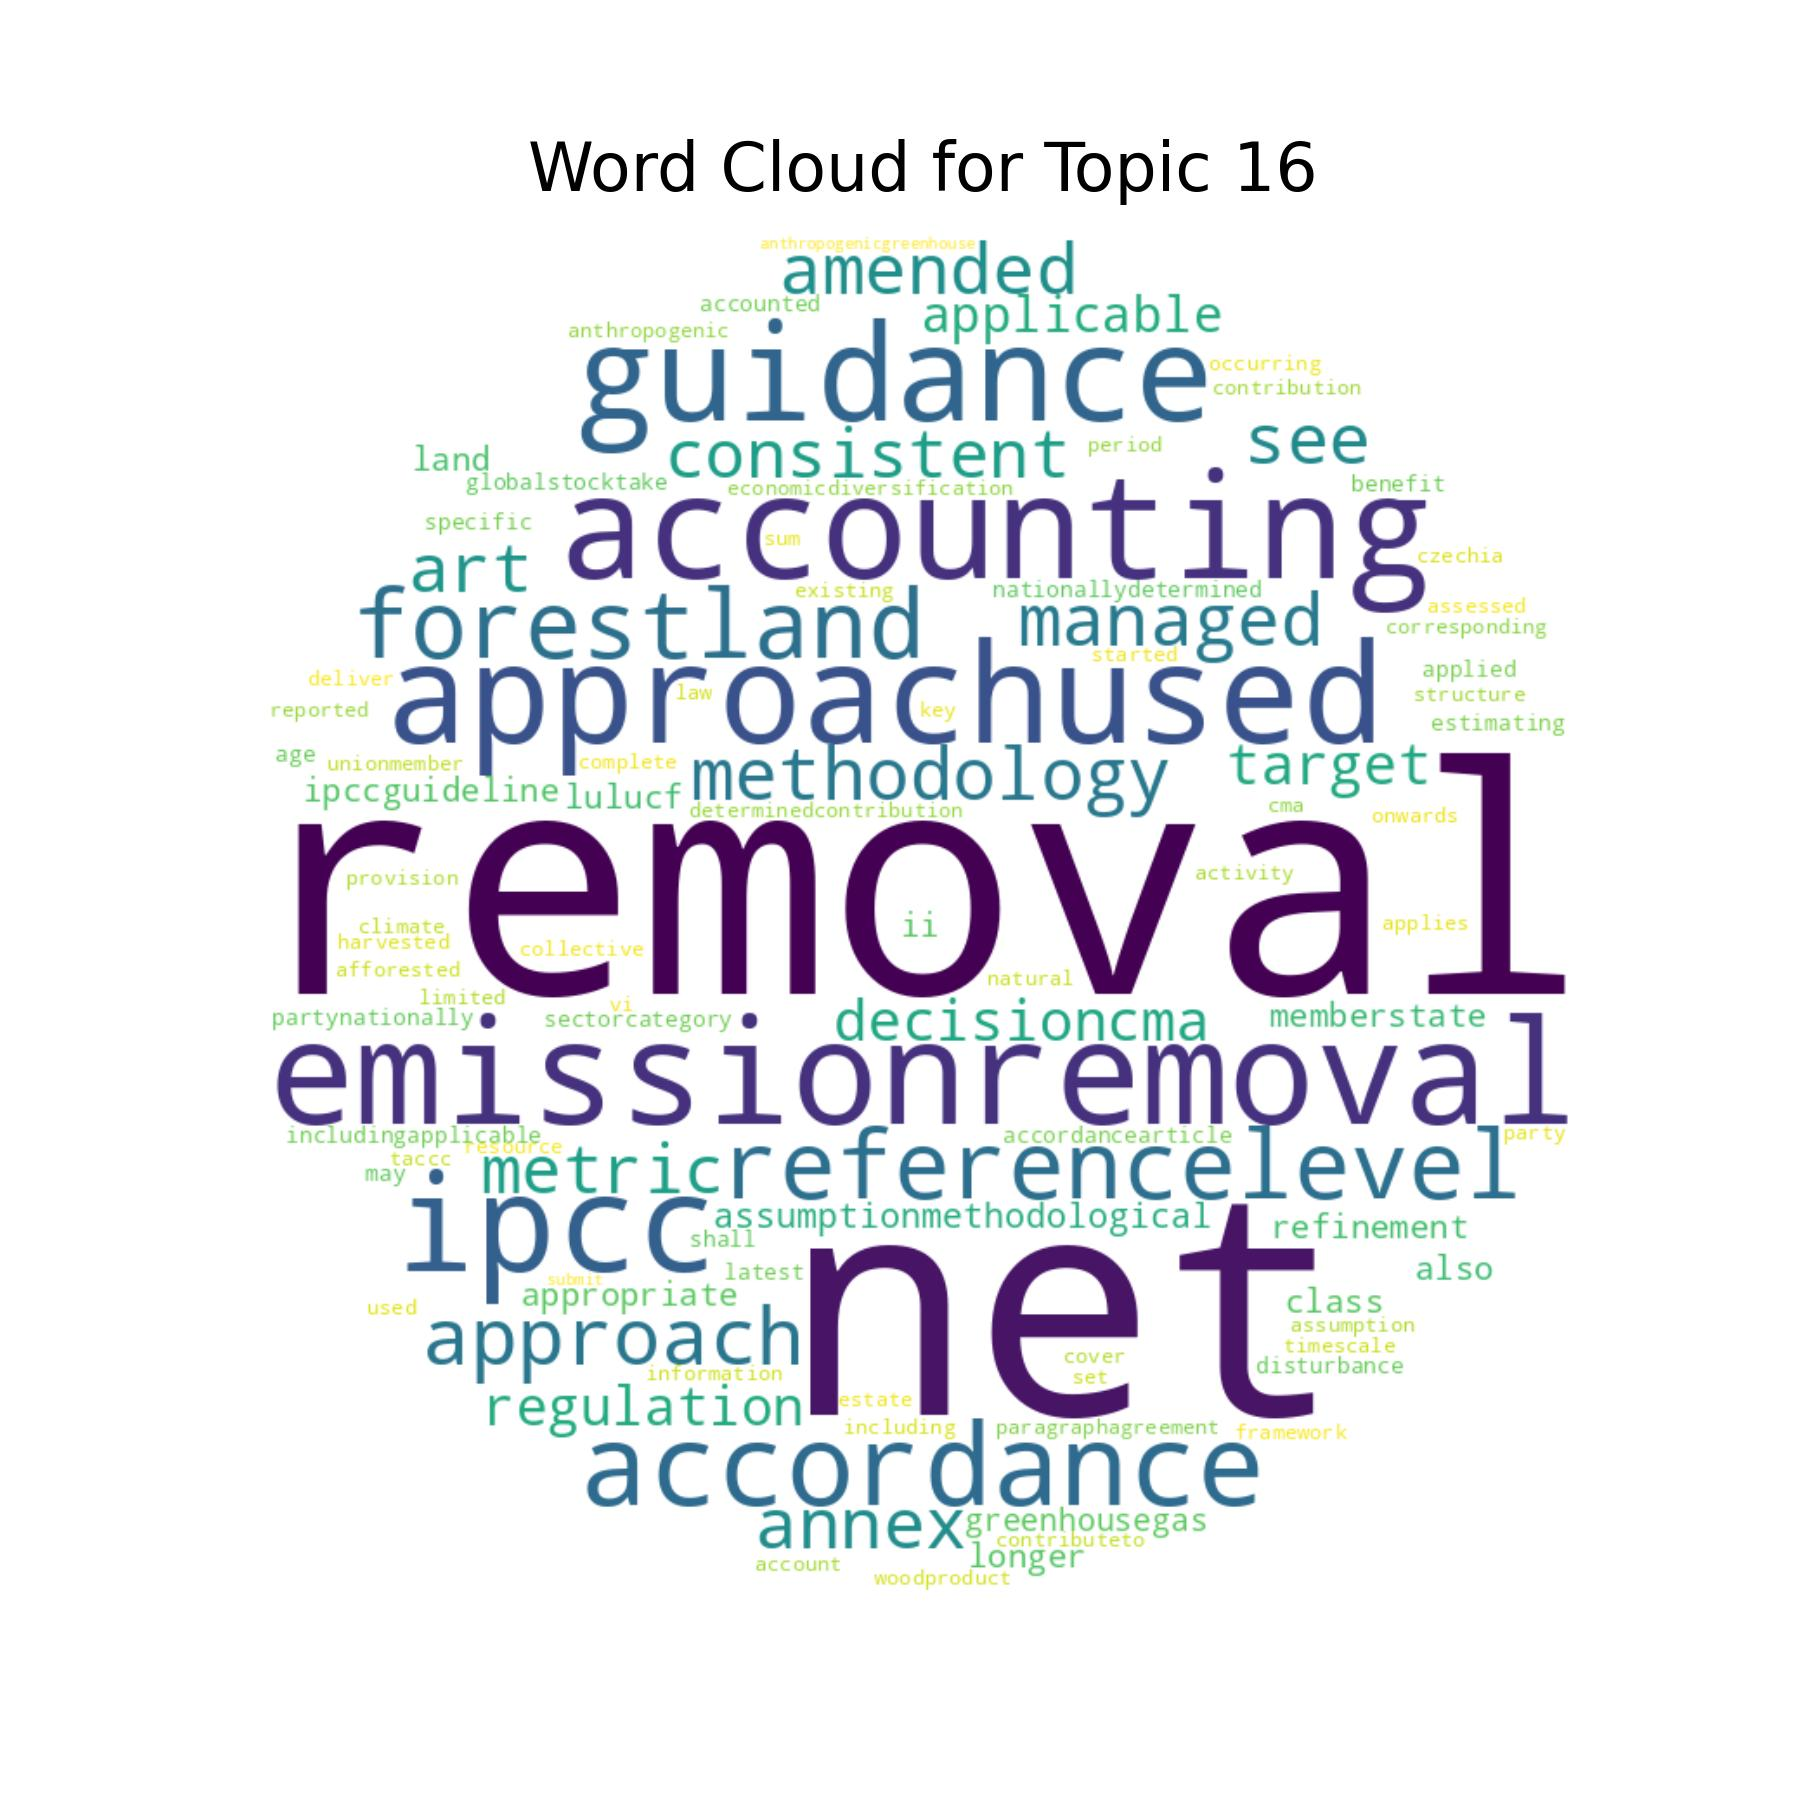 Word Cloud for Topic 16
anthropogenicgreenhouse
amended
accounted
applicable
anthropogenic
guidance
occurring
contribution
consistent
period
see
land
globalstocktake
economicdiversification
benefit
specific
accounting
sum
czechia
art
existing
nationallydetermined
assessed
forestland
managed
corresponding
started
deliver
approachused
applied
law
structure
reported
key
estimating
age
unionmember
complete
methodology
target
ipccguideline
lulucf
determinedcontribution
cma
onwards
removal
provision
activity
climate
ii
applies
harvested
collective
afforested
natural
limited
vi
partynationally
sectorcategory
decisioncma
memberstate
emissionremoval
includingapplicable
resource
accordancearticle
party
taccc
may
metric
referencelevel
ipcc
assumptionmethodological
shall
refinement
net
latest
also
submit
appropriate
used
class
approach
assumption
timescale
cover
disturbance
information
set
regulation
estate
including
paragraphagreement
framework
accordance
annex
greenhousegas
contributeto
longer
account
woodproduct